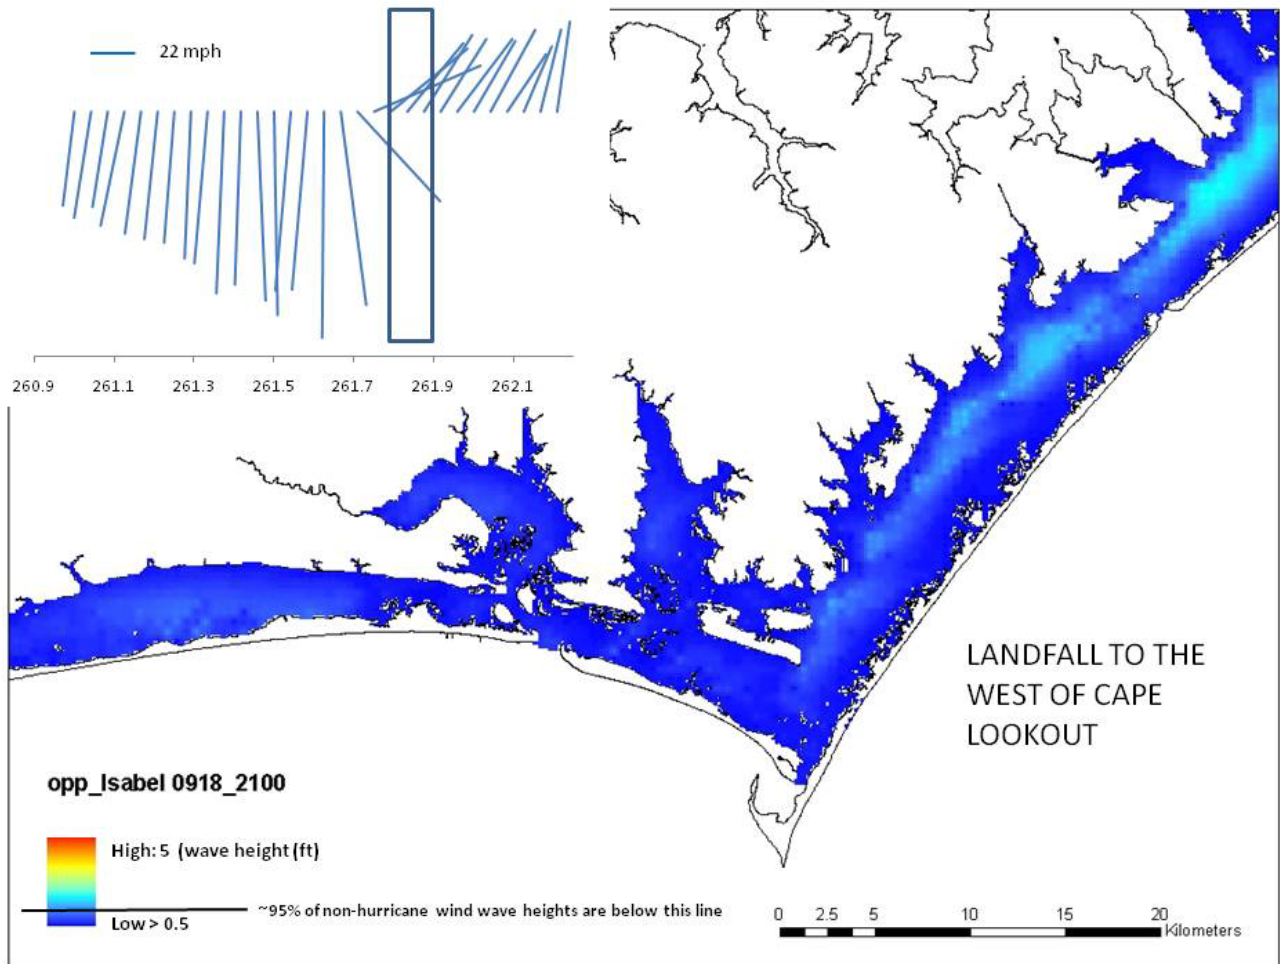 22 mph
260.9 261.1 261.3 261.5 261.7 261.9 262.1
LANDFALL TO THE
WEST OF CAPE
LOOKOUT
opp_Isabel 0918_2100
High: 5 (wave height (ft)
~95% of non-hurricane wind wave heights are below this line
Low > 0.5
0 2.5 5 10 15 20
Kilometers